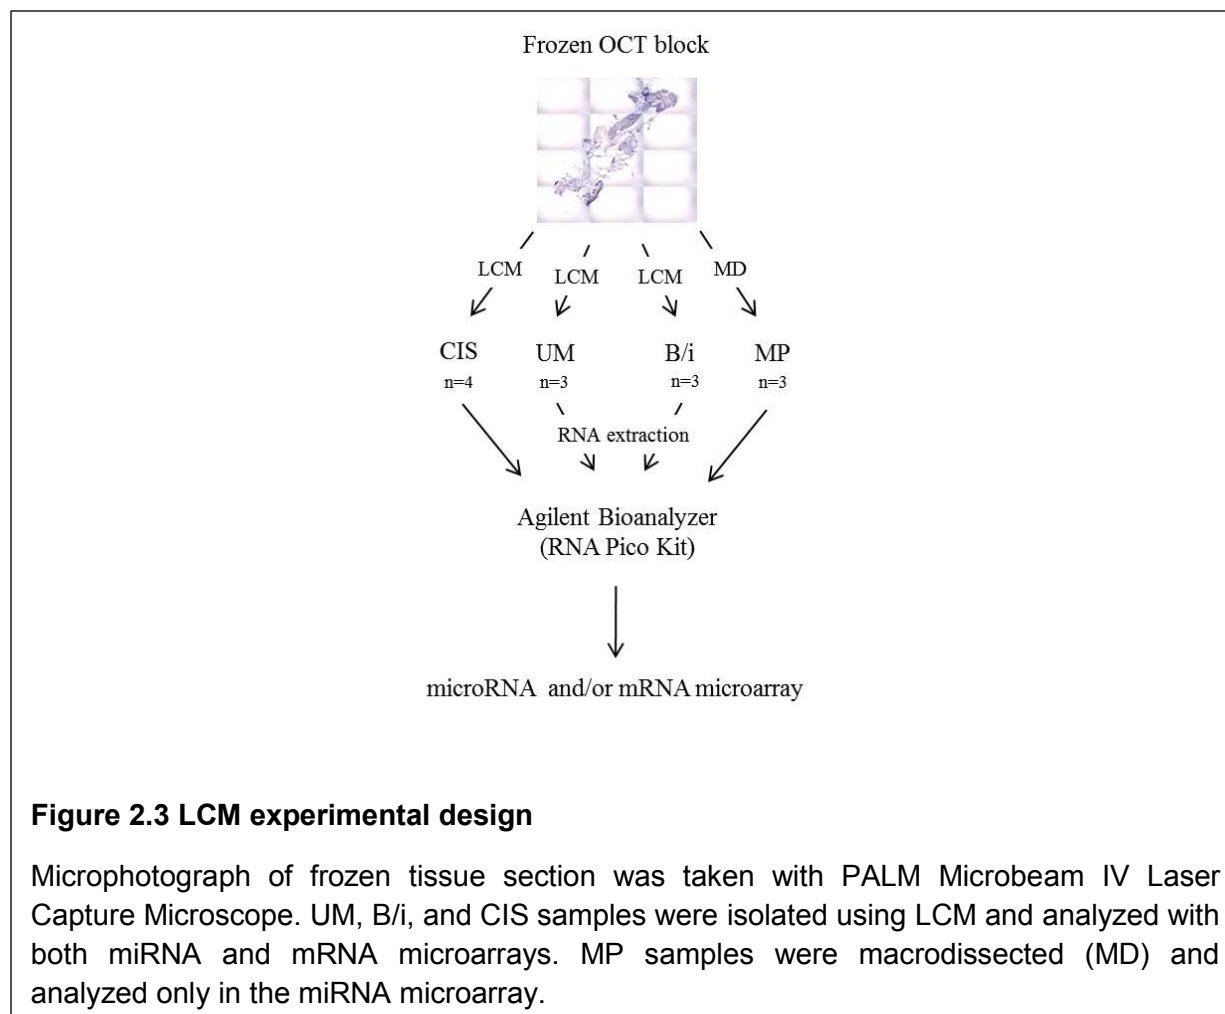 Frozen OCT block
LCM LCM LCM MD
CIS UM B/i MP
n=4 n=3 n=3 n=3
RNA extraction
Agilent Bioanalyzer
(RNA Pico Kit)
microRNA and/or mRNA microarray
Figure 2.3 LCM experimental design
Microphotograph of frozen tissue section was taken with PALM Microbeam IV Laser
Capture Microscope. UM, B/i, and CIS samples were isolated using LCM and analyzed with
both miRNA and mRNA microarrays. MP samples were macrodissected (MD) and
analyzed only in the miRNA microarray.